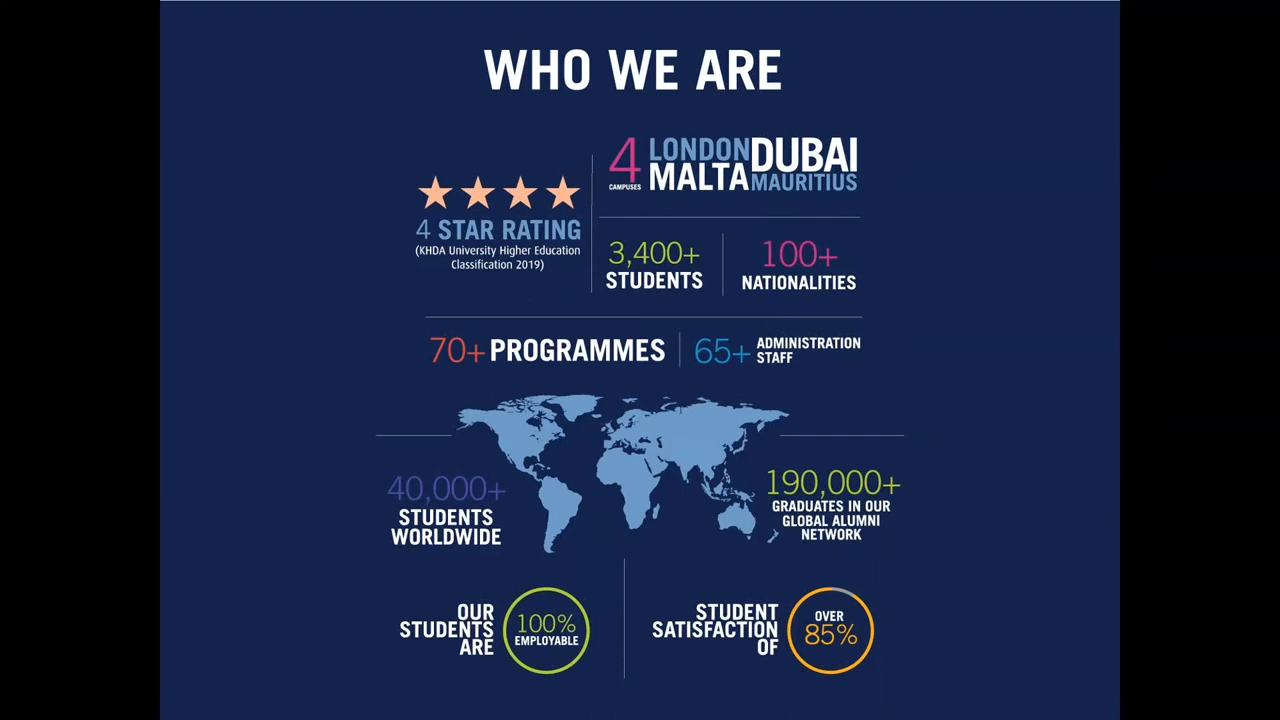 WHO WE ARE
4 STAR RATING
(KHDA University Higher Education
Classification 2019)
4
CAMPUSES
LONDON
MALTA
DUBAI
MAURITIUS
3,400+
STUDENTS
100+
NATIONALITIES
70+ PROGRAMMES
65+
ADMINISTRATION
STAFF
40,000+
STUDENTS
WORLDWIDE
190,000+
GRADUATES IN OUR
GLOBAL ALUMNI
NETWORK
OUR
STUDENTS
ARE
100%
EMPLOYABLE
STUDENT
SATISFACTION
OF
OVER
85%